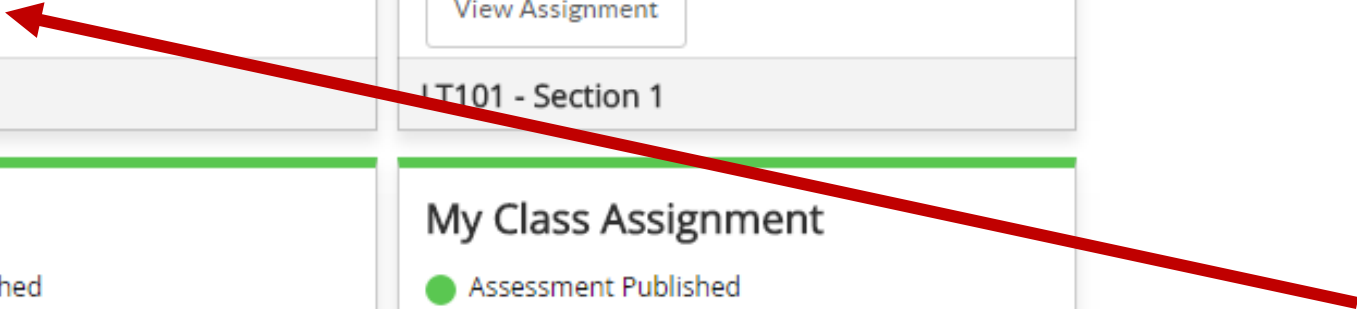 View Assignment
LT101 - Section 1
My Class Assignment
hed
Assessment Published